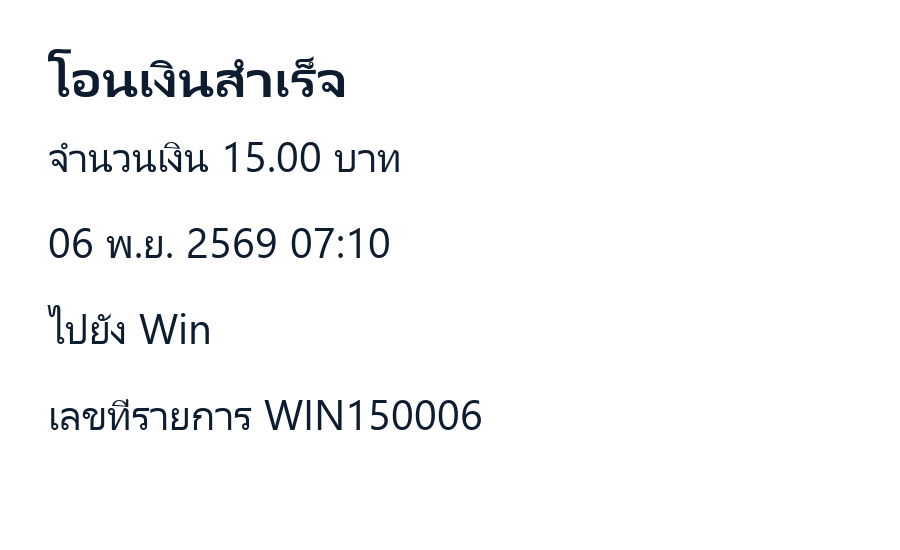 โอนเงินสำเร็จ
จำนวนเงิน 15.00 บาท
06 พ.ย. 2569 07:10
ไปยัง Win
เลขที่รายการ WIN150006